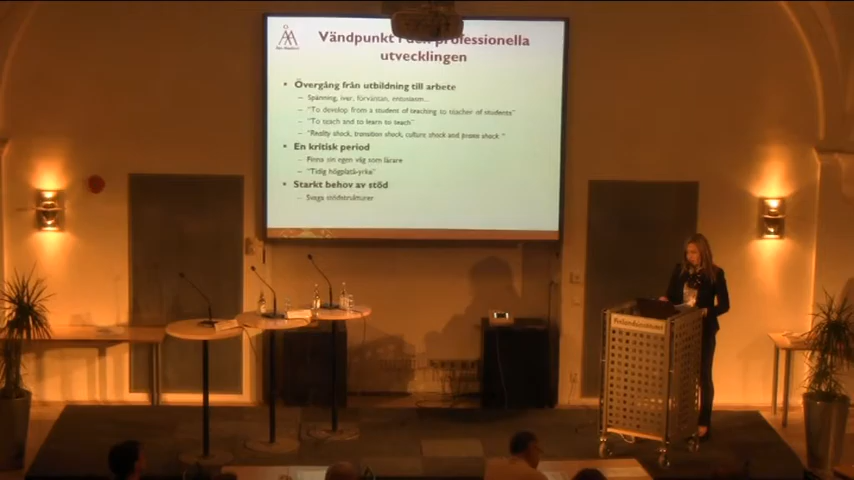 Vändpunkt i den professionella
utvecklingen
• Övergång från utbildning till arbete
– Spänning, iver, förväntan, entusiasm...
– "To develop from a student of teaching to teacher of students"
– "To teach and to learn to teach"
– "Reality shock, transition shock, culture shock and praxis shock"
• En kritisk period
– Finna sin egen väg som lärare
– "Tidig högplatå-yrke"
• Starkt behov av stöd
– Svaga stödstrukturer